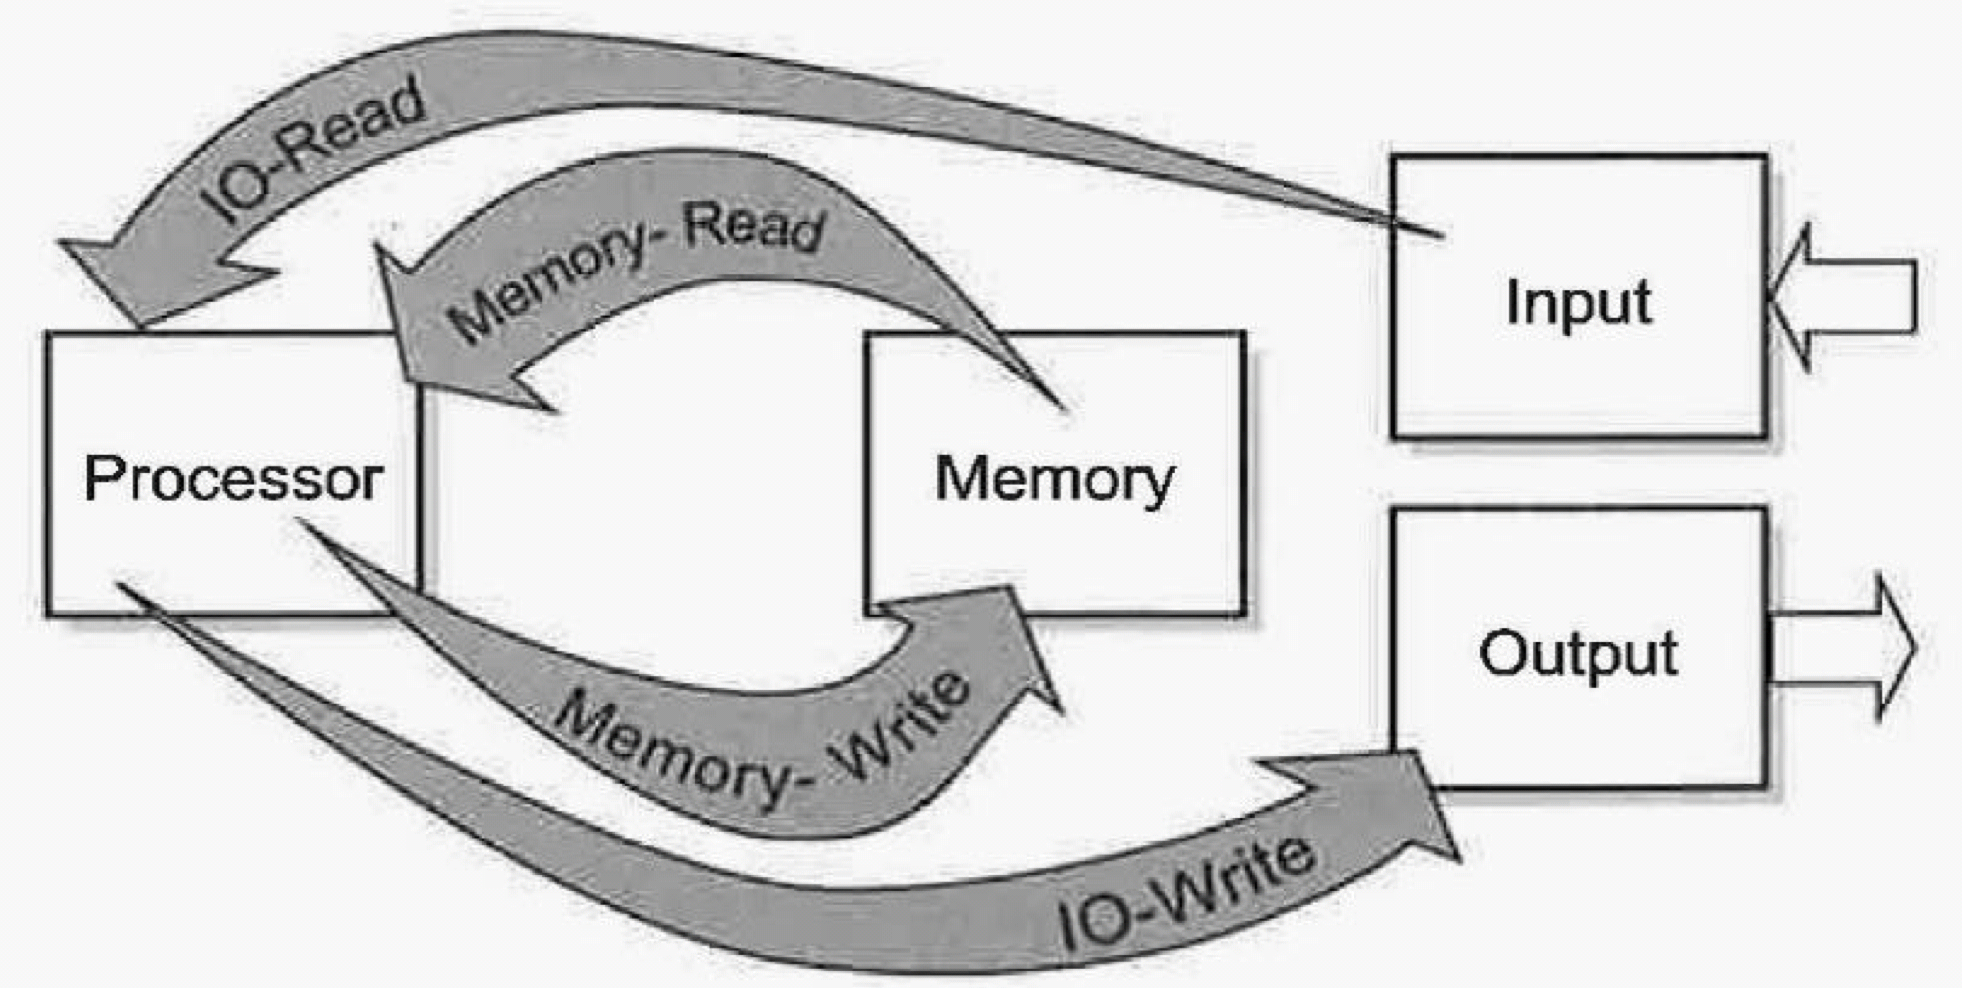 IO-Read
Memory- Read
Input
Processor
Memory
Output
Memory- Write
IO-Write